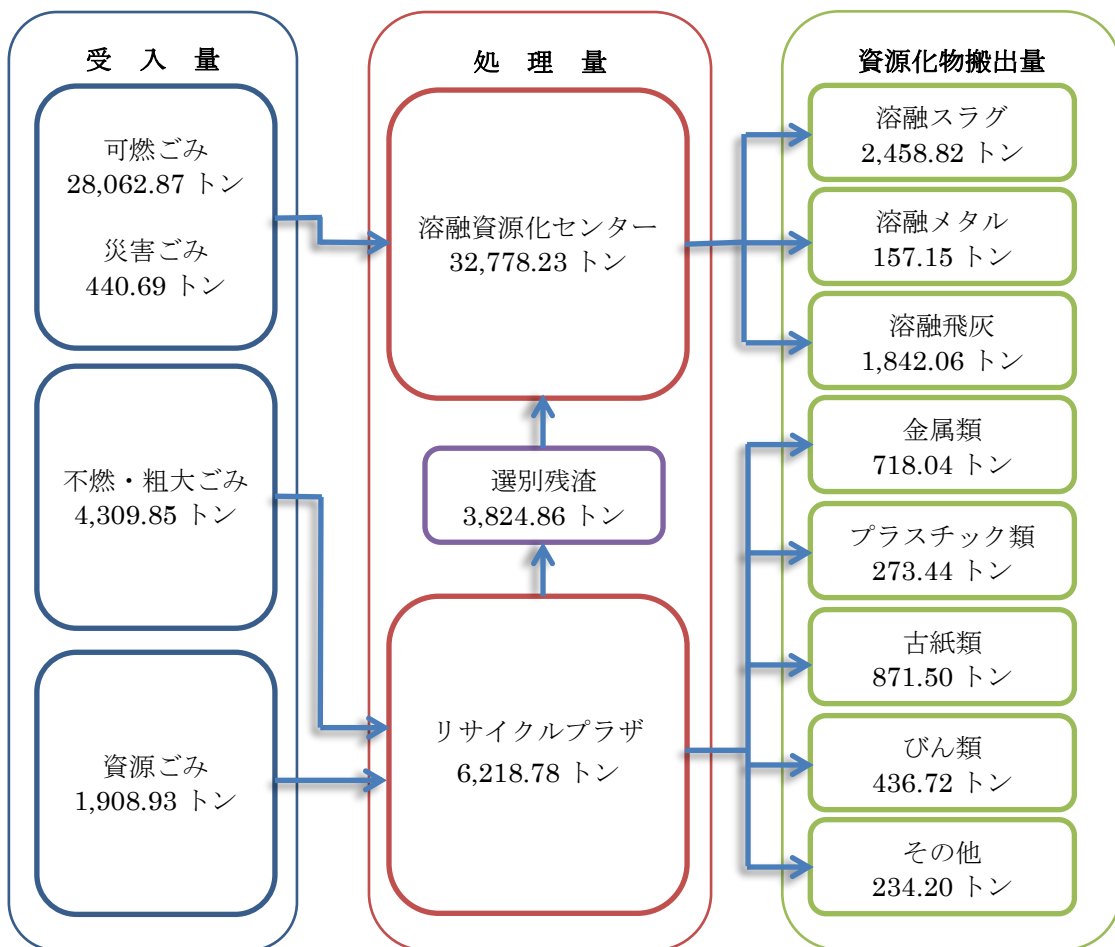 受 入 量
可燃ごみ
28,062.87 トン
災害ごみ
440.69 トン
不燃・粗大ごみ
4,309.85 トン
資源ごみ
1,908.93 トン
処 理 量
溶融資源化センター
32,778.23 トン
選別残渣
3,824.86 トン
リサイクルプラザ
6,218.78 トン
資源化物搬出量
溶融スラグ
2,458.82 トン
溶融メタル
157.15 トン
溶融飛灰
1,842.06 トン
金属類
718.04 トン
プラスチック類
273.44 トン
古紙類
871.50 トン
びん類
436.72 トン
その他
234.20 トン